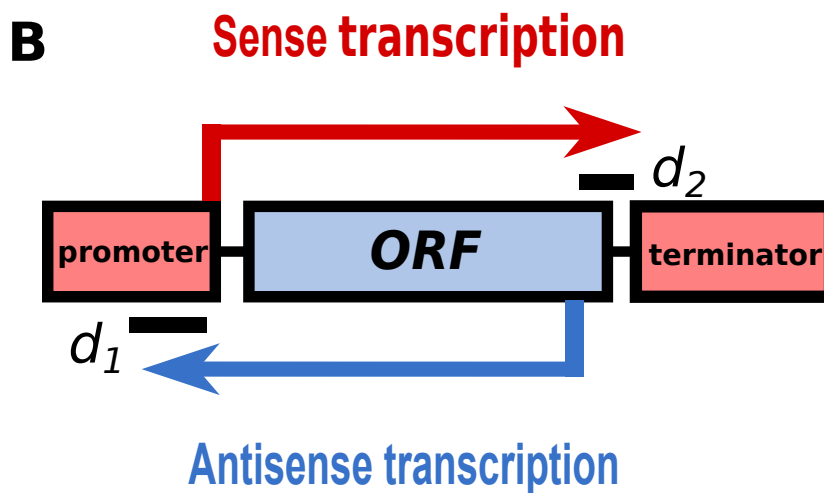 B
Sense transcription
d2
promoter
ORF
terminator
d1
Antisense transcription